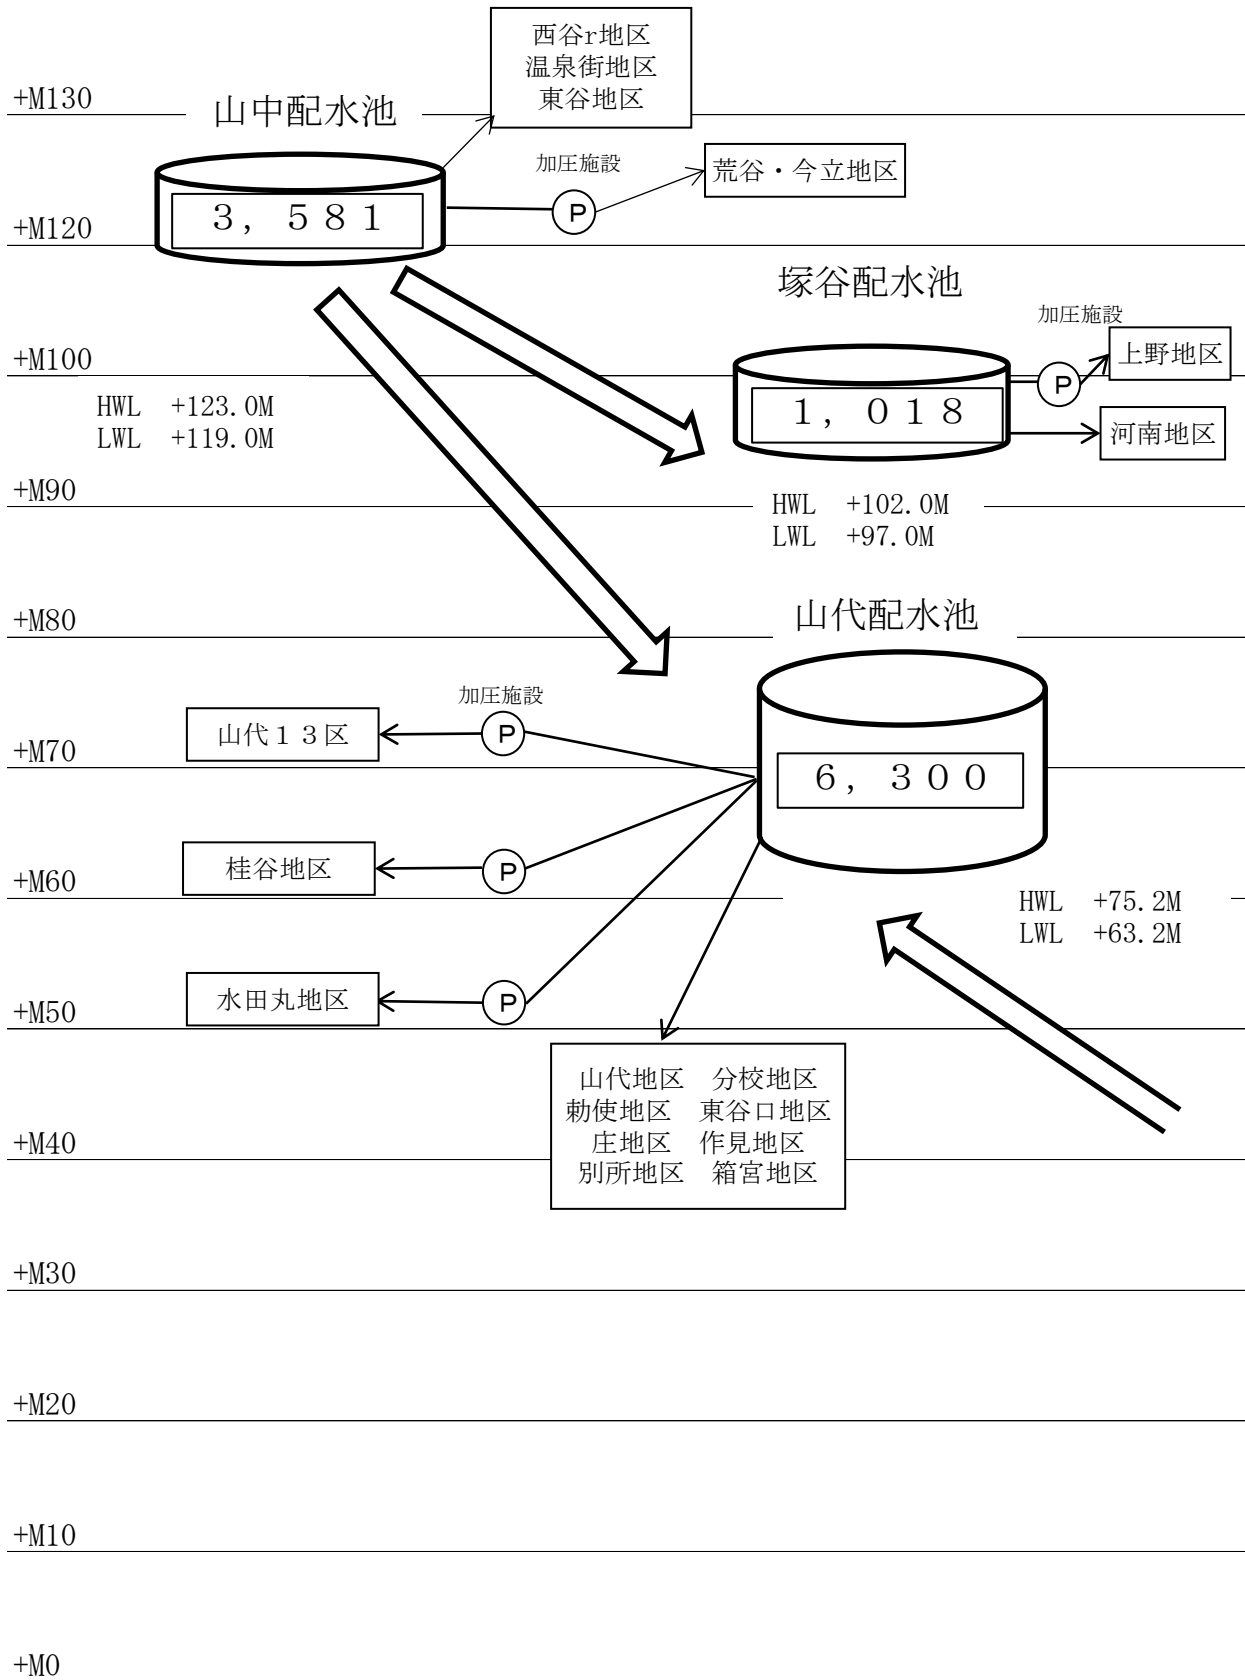 西谷r地区
温泉街地区
東谷地区
+M130
山中配水池
加圧施設
荒谷・今立地区
P
3,581
+M120
塚谷配水池
加圧施設
上野地区
+M100
P
HWL +123.0M
LWL +119.0M
1,018
河南地区
+M90
HWL +102.0M
LWL +97.0M
山代配水池
+M80
加圧施設
山代13区
P
+M70
6,300
桂谷地区
P
+M60
HWL +75.2M
LWL +63.2M
水田丸地区
P
+M50
山代地区 分校地区
勅使地区 東谷口地区
庄地区 作見地区
別所地区 箱宮地区
+M40
+M30
+M20
+M10
+M0